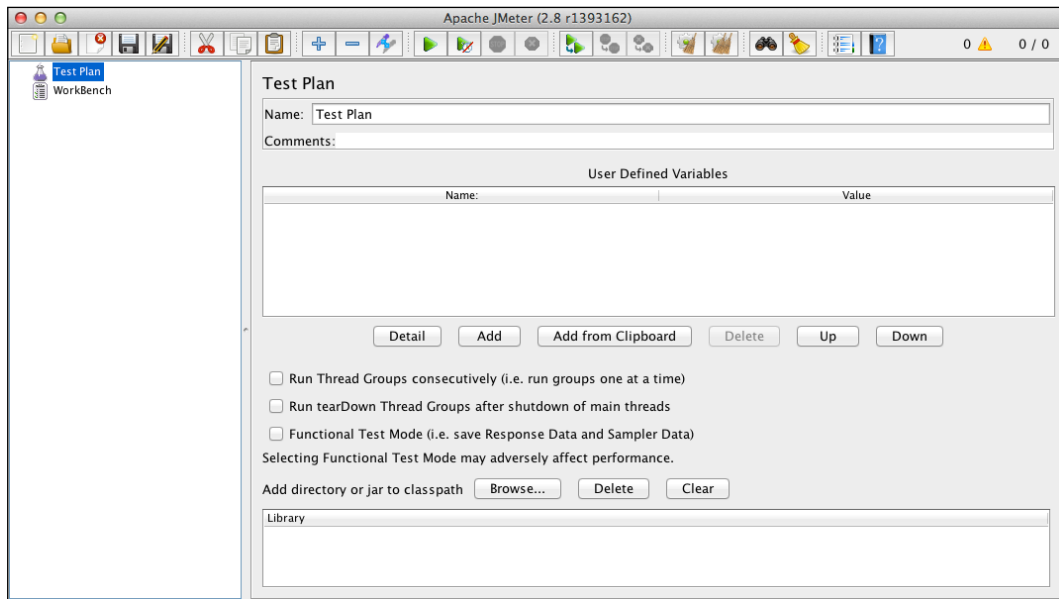 Apache JMeter (2.8 r1393162)
0 0 / 0
Test Plan
WorkBench
Test Plan
Name: Test Plan
Comments:
User Defined Variables
Name: Value
Detail Add Add from Clipboard Delete Up Down
Run Thread Groups consecutively (i.e. run groups one at a time)
Run tearDown Thread Groups after shutdown of main threads
Functional Test Mode (i.e. save Response Data and Sampler Data)
Selecting Functional Test Mode may adversely affect performance.
Add directory or jar to classpath Browse... Delete Clear
Library